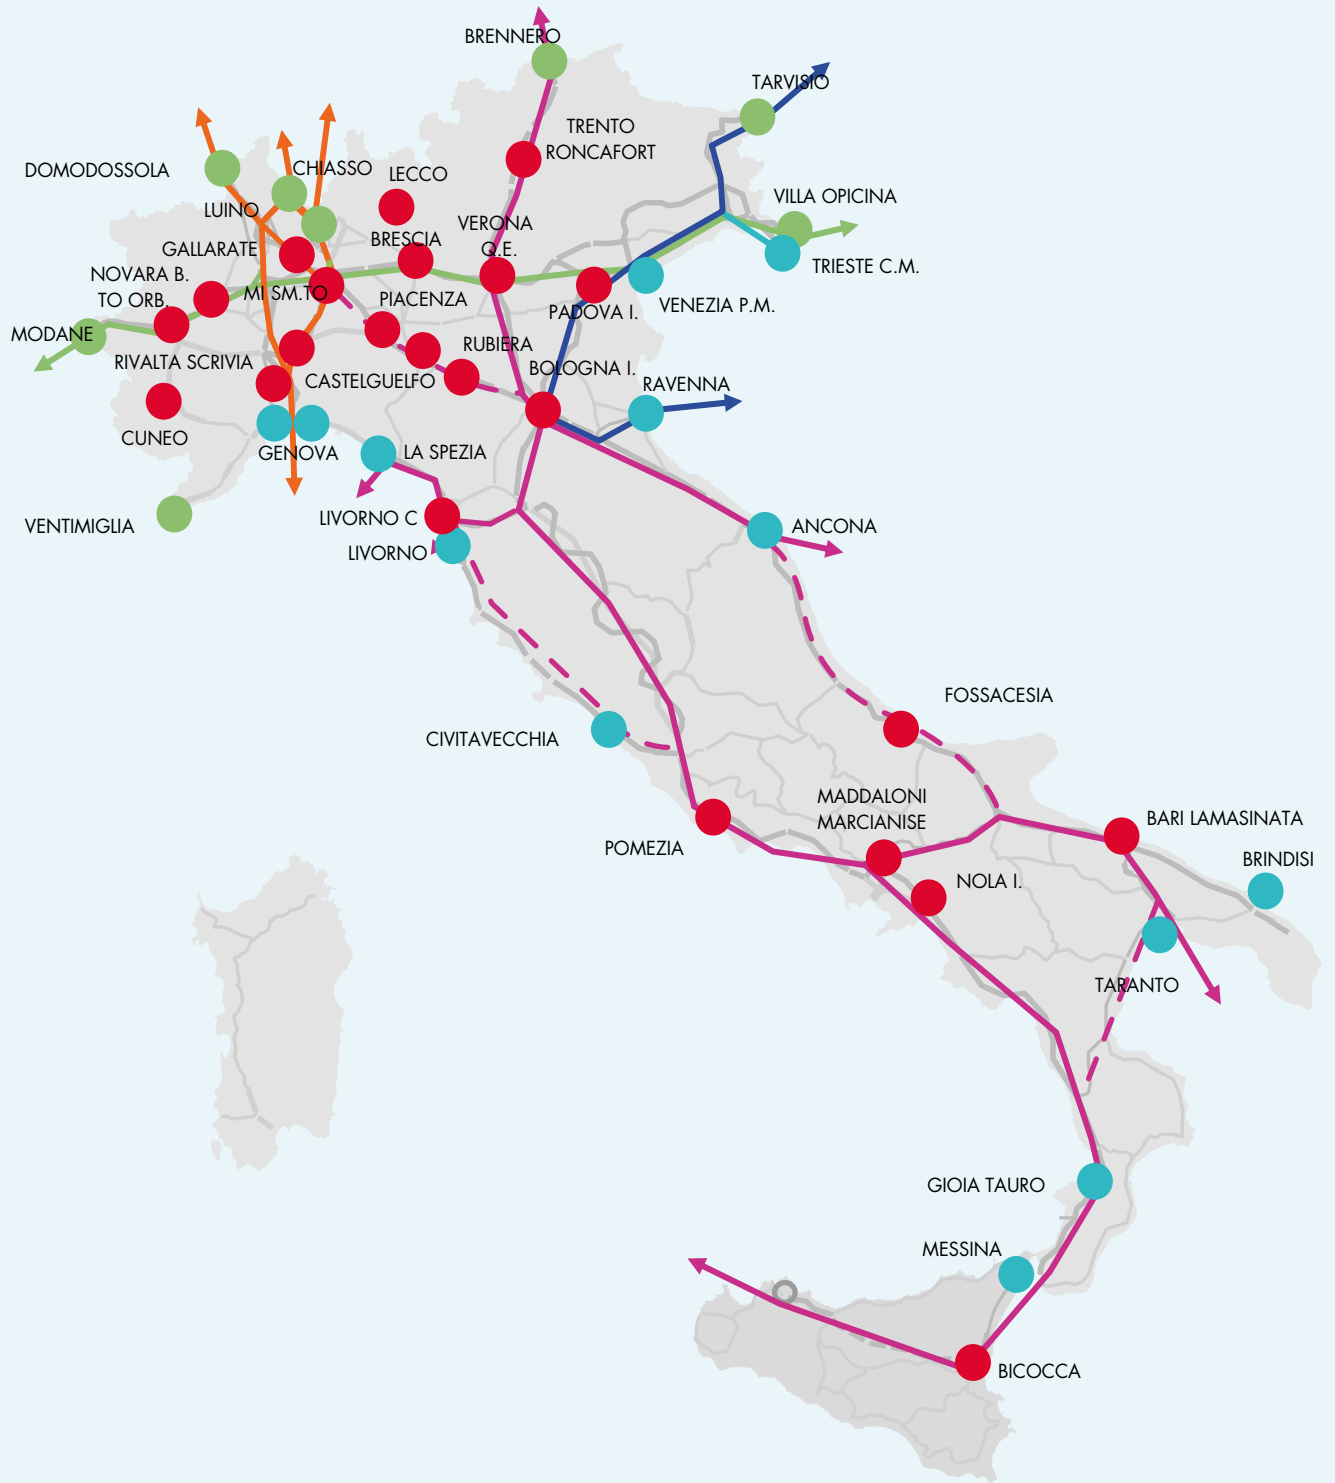 BRENNERO
TARVISIO
TRENTO
RONCAFORT
DOMODOSSOLA
CHIASSO
LECCO
LUINO
VILLA OPICINA
VERONA
Q.E.
BRESCIA
GALLARATE
TRIESTE C.M.
NOVARA B.
TO ORB.
MI SM.TO
PIACENZA
PADOVA I.
VENEZIA P.M.
MODANE
RIVALTA SCRIVIA
RUBIERA
BOLOGNA I.
CASTELGUELFO
RAVENNA
CUNEO
GENOVA
LA SPEZIA
VENTIMIGLIA
LIVORNO C
LIVORNO
ANCONA
FOSSACESIA
CIVITAVECCHIA
MADDALONI
MARCIANISE
POMEZIA
BARI LAMASINATA
BRINDISI
NOLA I.
TARANTO
GIOIA TAURO
MESSINA
BICOCCA